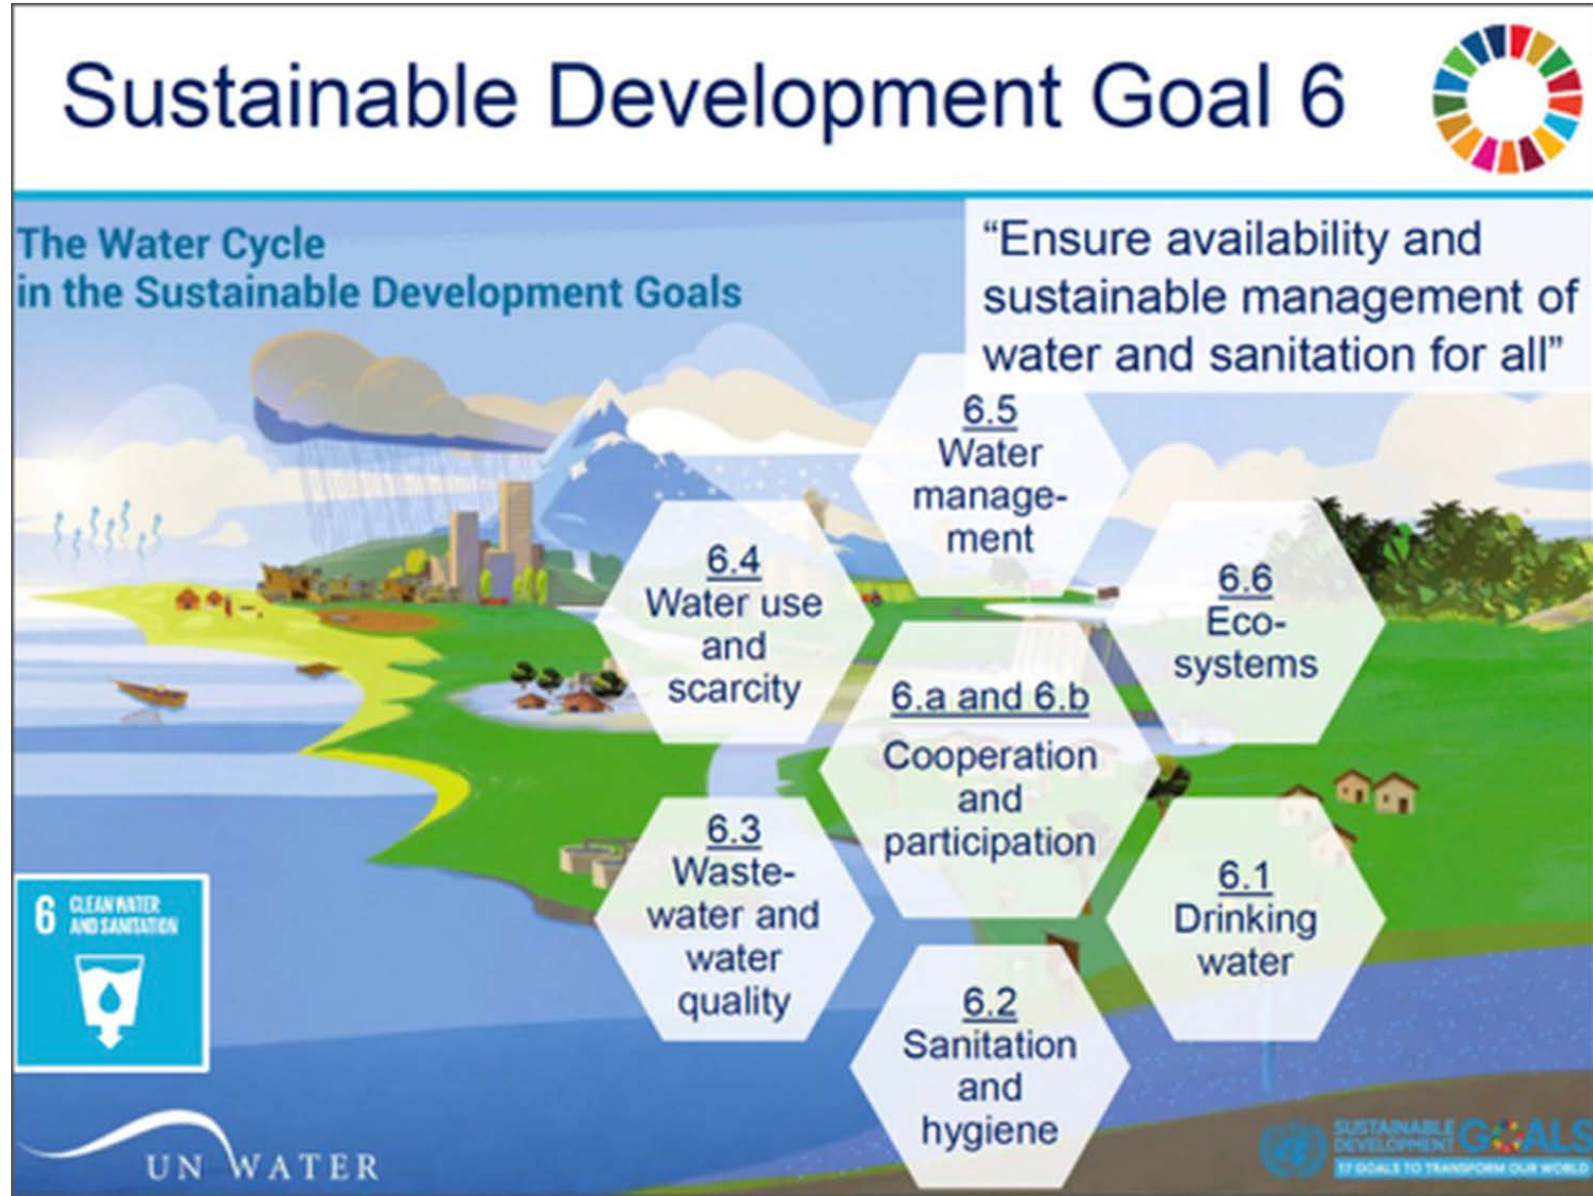 Sustainable Development Goal 6
The Water Cycle
in the Sustainable Development Goals
“Ensure availability and
sustainable management of
water and sanitation for all”
6.5
Water
manage-
ment
6.4
Water use
and
scarcity
6.6
Eco-
systems
6.a and 6.b
Cooperation
and
participation
6.3
Waste-
water and
water
quality
6.1
Drinking
water
6.2
Sanitation
and
hygiene
6 CLEAN WATER
AND SANITATION
UN WATER
SUSTAINABLE
DEVELOPMENT GOALS
17 GOALS TO TRANSFORM OUR WORLD